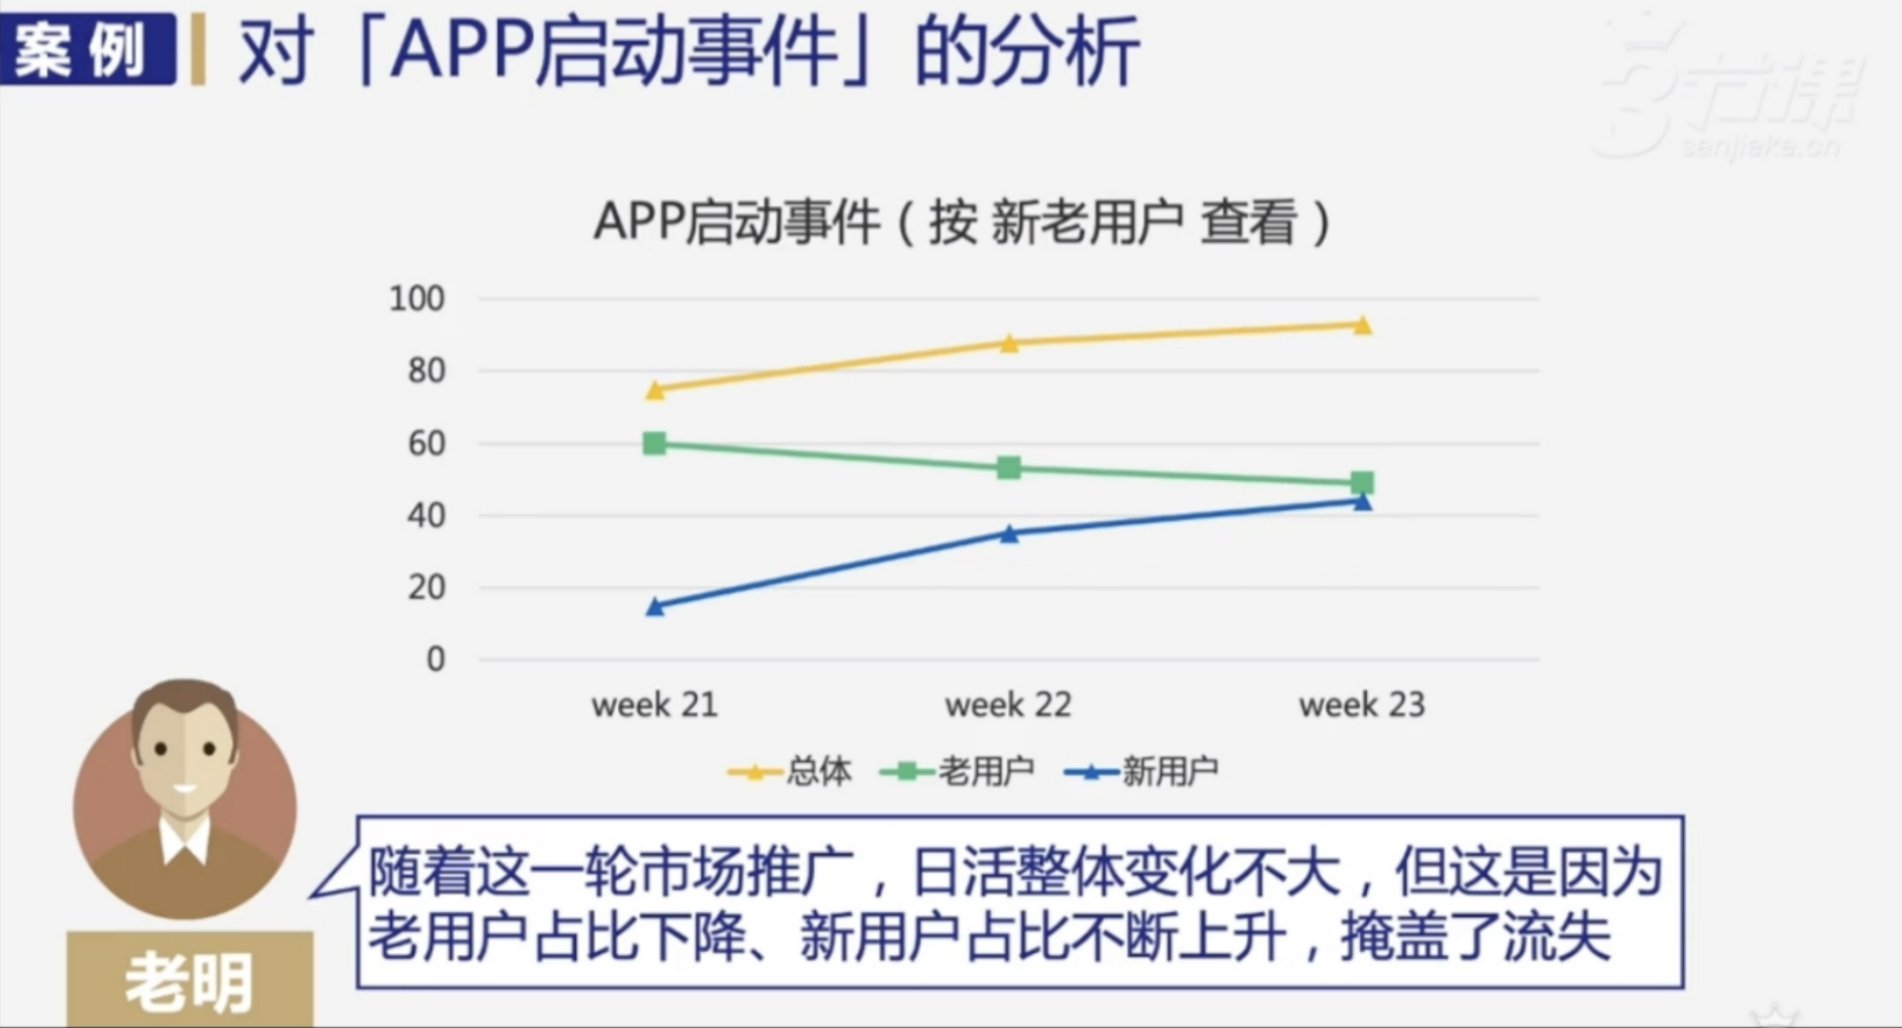 案例 对「APP启动事件」的分析
3节课
sanjieke.cn
APP启动事件（按 新老用户 查看）
100
80
60
40
20
0
week 21 week 22 week 23
总体 老用户 新用户
随着这一轮市场推广，日活整体变化不大，但这是因为
老用户占比下降、新用户占比不断上升，掩盖了流失
老明